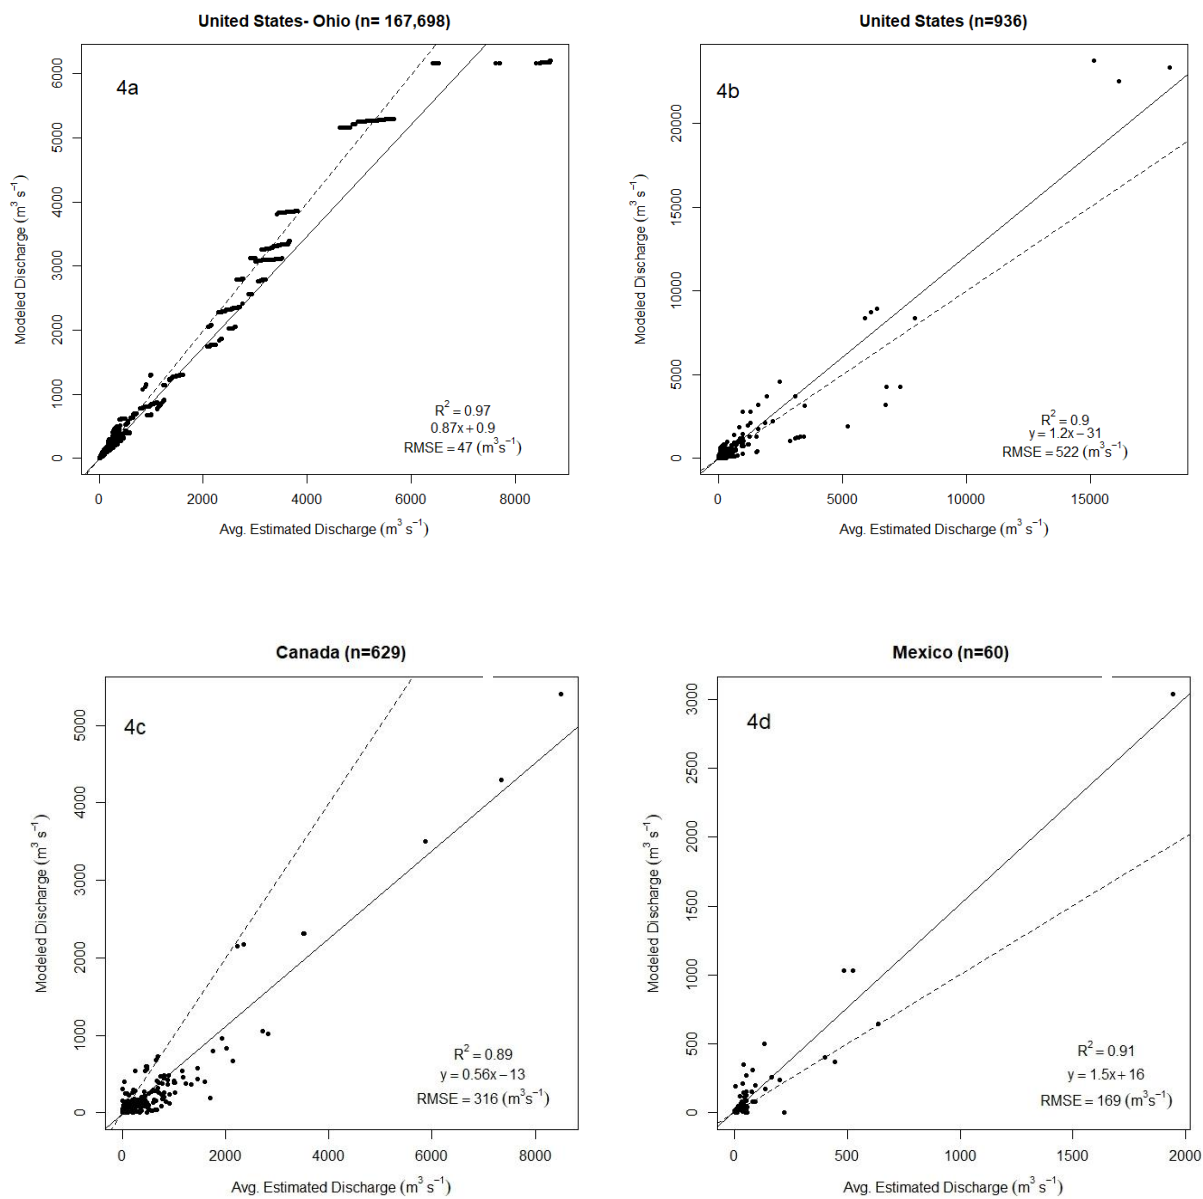 United States- Ohio (n= 167,698)
4a
Modeled Discharge (m³ s⁻¹)
6000
5000
4000
3000
2000
1000
0
R² = 0.97
0.87x + 0.9
RMSE = 47 (m³s⁻¹)
0 2000 4000 6000 8000
Avg. Estimated Discharge (m³ s⁻¹)
United States (n=936)
4b
Modeled Discharge (m³ s⁻¹)
20000
15000
10000
5000
0
R² = 0.9
y = 1.2x − 31
RMSE = 522 (m³s⁻¹)
0 5000 10000 15000
Avg. Estimated Discharge (m³ s⁻¹)
Canada (n=629)
4c
Modeled Discharge (m³ s⁻¹)
5000
4000
3000
2000
1000
0
R² = 0.89
y = 0.56x − 13
RMSE = 316 (m³s⁻¹)
0 2000 4000 6000 8000
Avg. Estimated Discharge (m³ s⁻¹)
Mexico (n=60)
4d
Modeled Discharge (m³ s⁻¹)
3000
2500
2000
1500
1000
500
0
R² = 0.91
y = 1.5x + 16
RMSE = 169 (m³s⁻¹)
0 500 1000 1500 2000
Avg. Estimated Discharge (m³ s⁻¹)